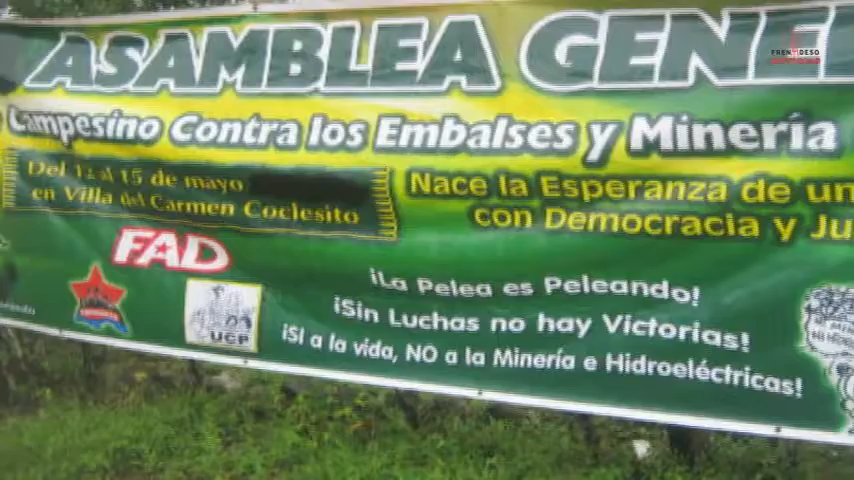 ASAMBLEA GENE
Campesino Contra los Embalses y Minería
Del 12 al 15 de mayo
en Villa del Carmen Coclesito
Nace la Esperanza de un
con Democracia y Ju
FAD
UCP
¡La Pelea es Peleando!
¡Sin Luchas no hay Victorias!
¡SI a la vida, NO a la Minería e Hidroeléctricas!